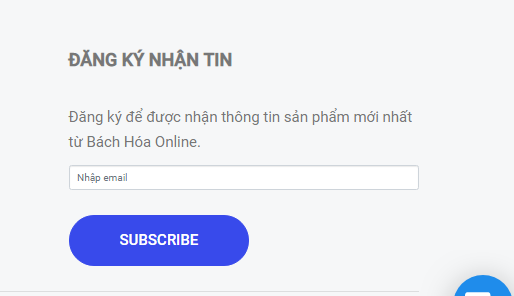 ĐĂNG KÝ NHẬN TIN
Đăng ký để được nhận thông tin sản phẩm mới nhất
từ Bách Hóa Online.
Nhập email
SUBSCRIBE